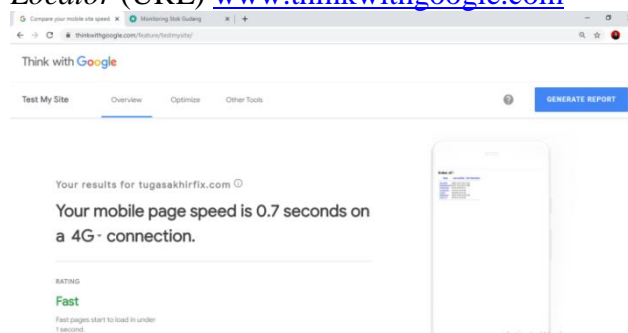 Locator (URL) www.thinkwithgoogle.com
Compare your mobile site speed
Monitoring Stok Gudang
thinkwithgoogle.com/feature/testmysite/
Think with Google
Test My Site Overview Optimize Other Tools GENERATE REPORT
Your results for tugasakhirfix.com
Your mobile page speed is 0.7 seconds on
a 4G - connection.
RATING
Fast
Fast pages start to load in under
1 second.
Index of /